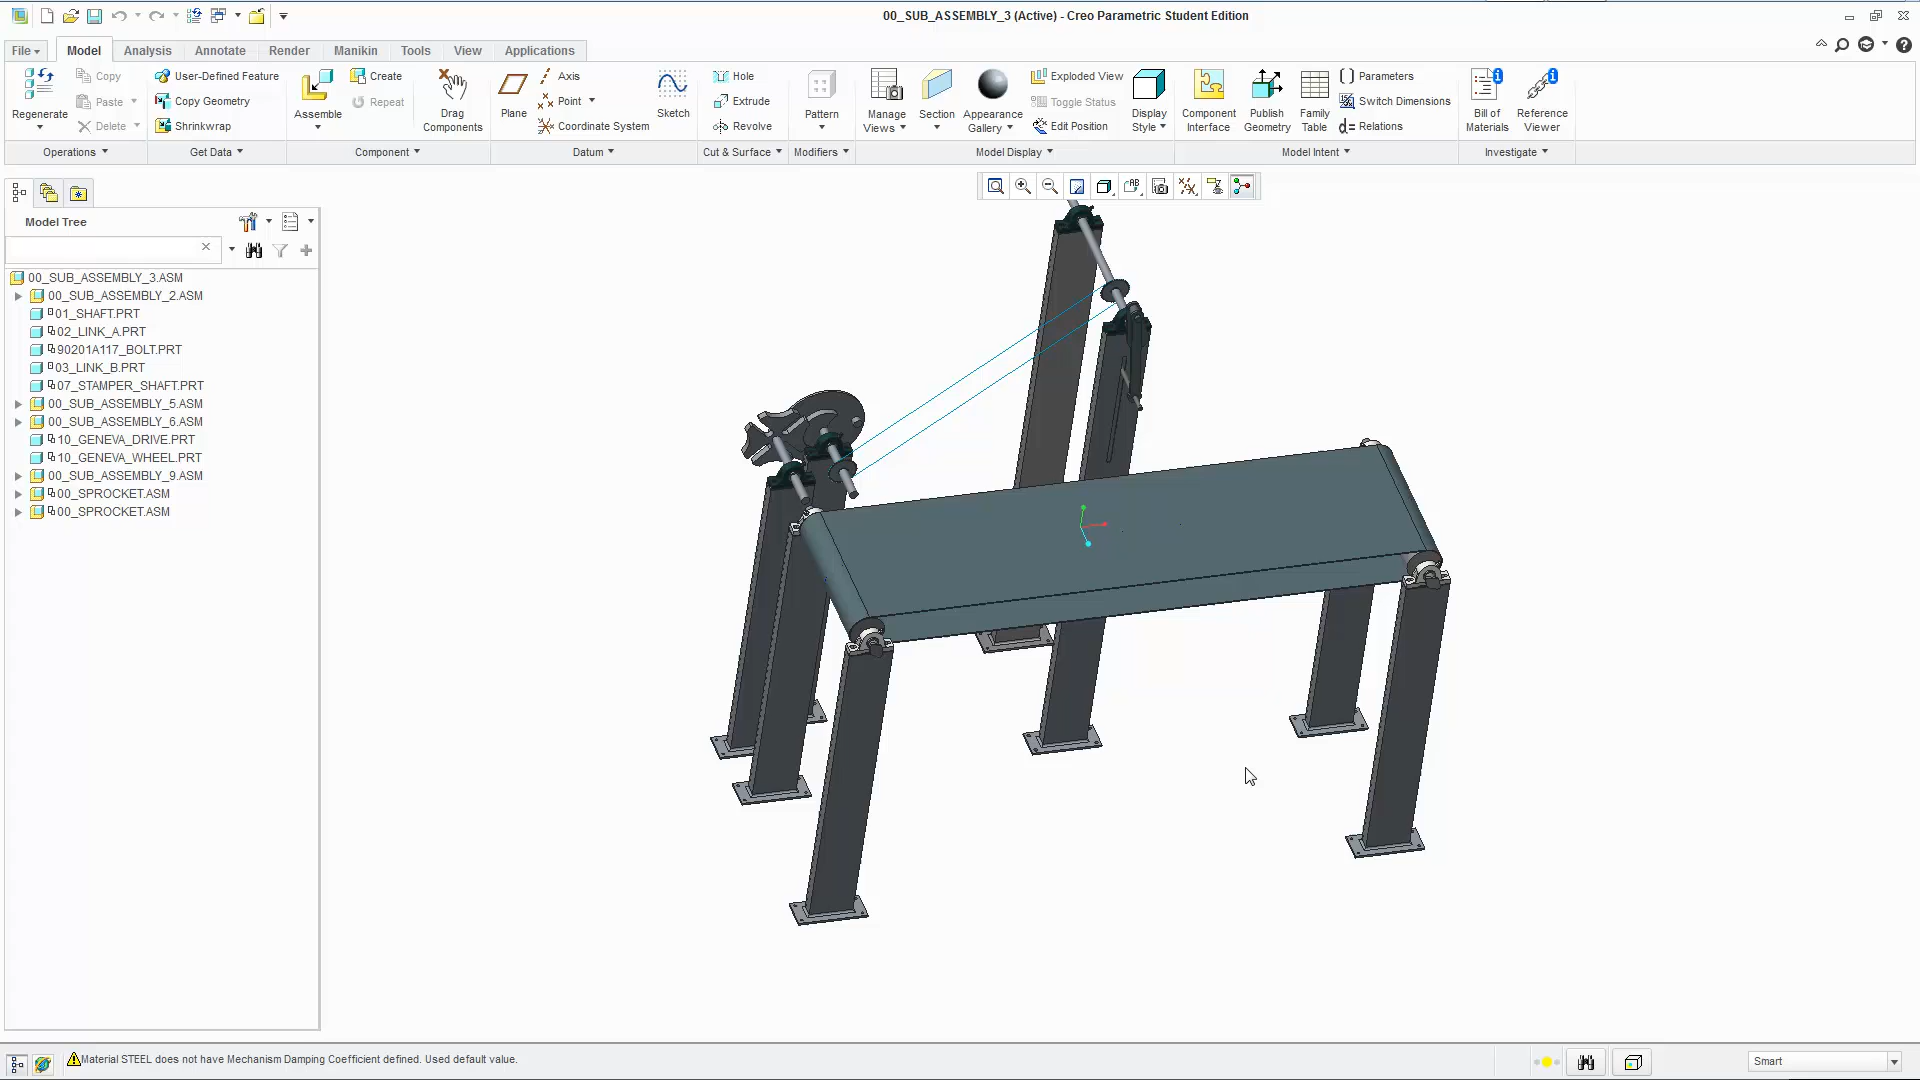 00_SUB_ASSEMBLY_3 (Active) - Creo Parametric Student Edition
File Model Analysis Annotate Render Manikin Tools View Applications
Regenerate
Copy
Paste
Delete
Operations
User-Defined Feature
Copy Geometry
Shrinkwrap
Get Data
Assemble
Create
Repeat
Drag
Components
Component
Plane
Axis
Point
Coordinate System
Sketch
Datum
Hole
Extrude
Revolve
Cut & Surface
Pattern
Modifiers
Manage
Views
Section
Appearance
Gallery
Exploded View
Toggle Status
Edit Position
Display
Style
Model Display
Component
Interface
Publish
Geometry
Family
Table
Parameters
Switch Dimensions
Relations
Model Intent
Bill of
Materials
Reference
Viewer
Investigate
Model Tree
00_SUB_ASSEMBLY_3.ASM
00_SUB_ASSEMBLY_2.ASM
01_SHAFT.PRT
02_LINK_A.PRT
90201A117_BOLT.PRT
03_LINK_B.PRT
07_STAMPER_SHAFT.PRT
00_SUB_ASSEMBLY_5.ASM
00_SUB_ASSEMBLY_6.ASM
10_GENEVA_DRIVE.PRT
10_GENEVA_WHEEL.PRT
00_SUB_ASSEMBLY_9.ASM
00_SPROCKET.ASM
00_SPROCKET.ASM
Material STEEL does not have Mechanism Damping Coefficient defined. Used default value.
Smart